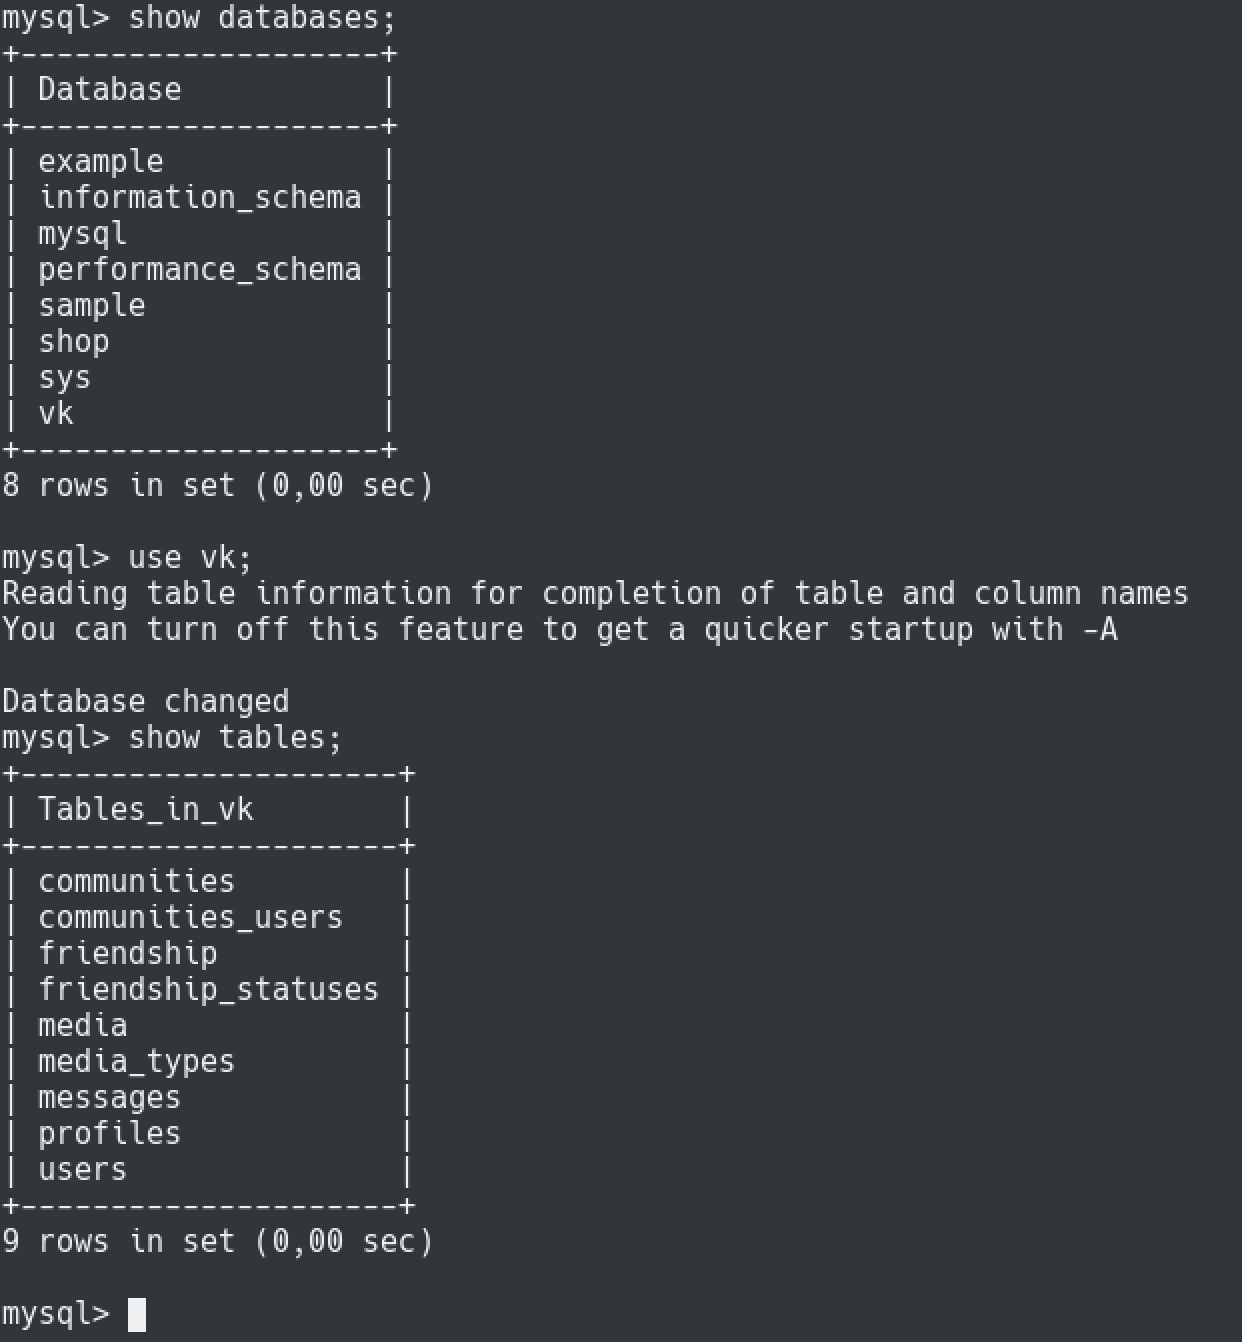 mysql> show databases;
+--------------------+
| Database           |
+--------------------+
| example            |
| information_schema |
| mysql              |
| performance_schema |
| sample             |
| shop               |
| sys                |
| vk                 |
+--------------------+
8 rows in set (0,00 sec)

mysql> use vk;
Reading table information for completion of table and column names
You can turn off this feature to get a quicker startup with -A

Database changed
mysql> show tables;
+---------------------+
| Tables_in_vk        |
+---------------------+
| communities         |
| communities_users   |
| friendship          |
| friendship_statuses |
| media               |
| media_types         |
| messages            |
| profiles            |
| users               |
+---------------------+
9 rows in set (0,00 sec)

mysql>